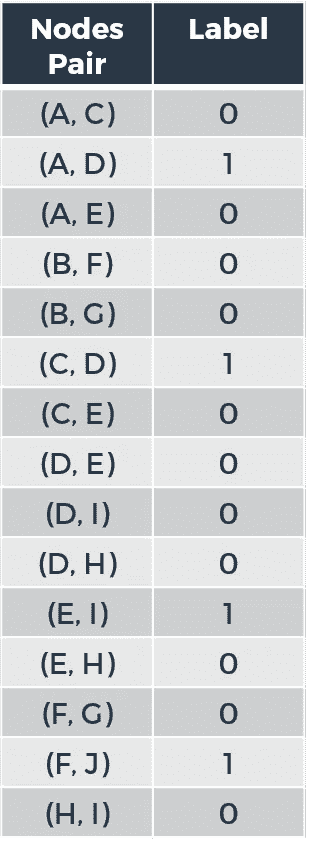 Nodes Pair Label
(A, C) 0
(A, D) 1
(A, E) 0
(B, F) 0
(B, G) 0
(C, D) 1
(C, E) 0
(D, E) 0
(D, I) 0
(D, H) 0
(E, I) 1
(E, H) 0
(F, G) 0
(F, J) 1
(H, I) 0